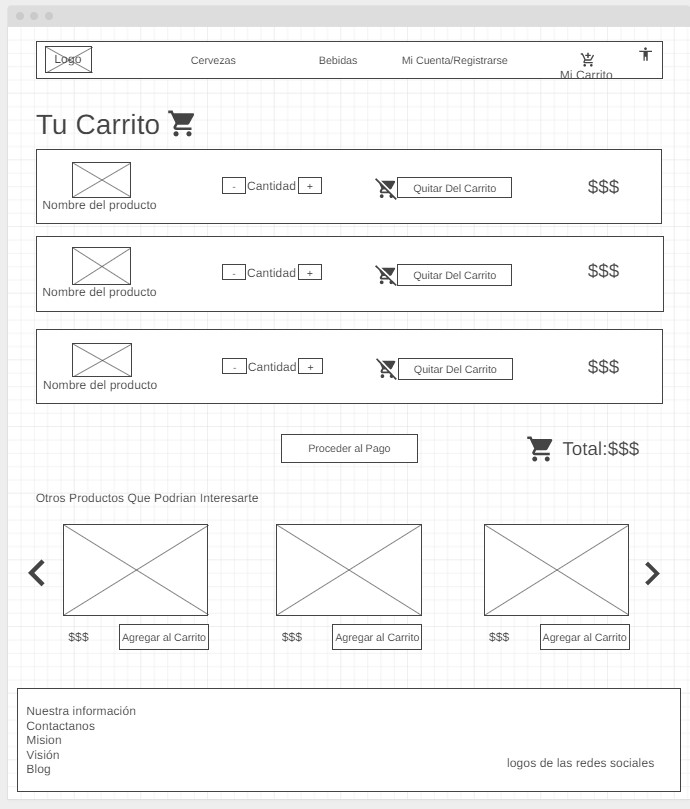 Logo Cervezas Bebidas Mi Cuenta/Registrarse Mi Carrito
Tu Carrito
- Cantidad + Quitar Del Carrito $$$
Nombre del producto
- Cantidad + Quitar Del Carrito $$$
Nombre del producto
- Cantidad + Quitar Del Carrito $$$
Nombre del producto
Proceder al Pago Total:$$$
Otros Productos Que Podrian Interesarte
$$$ Agregar al Carrito $$$ Agregar al Carrito $$$ Agregar al Carrito
Nuestra información
Contactanos
Mision
Visión
Blog
logos de las redes sociales